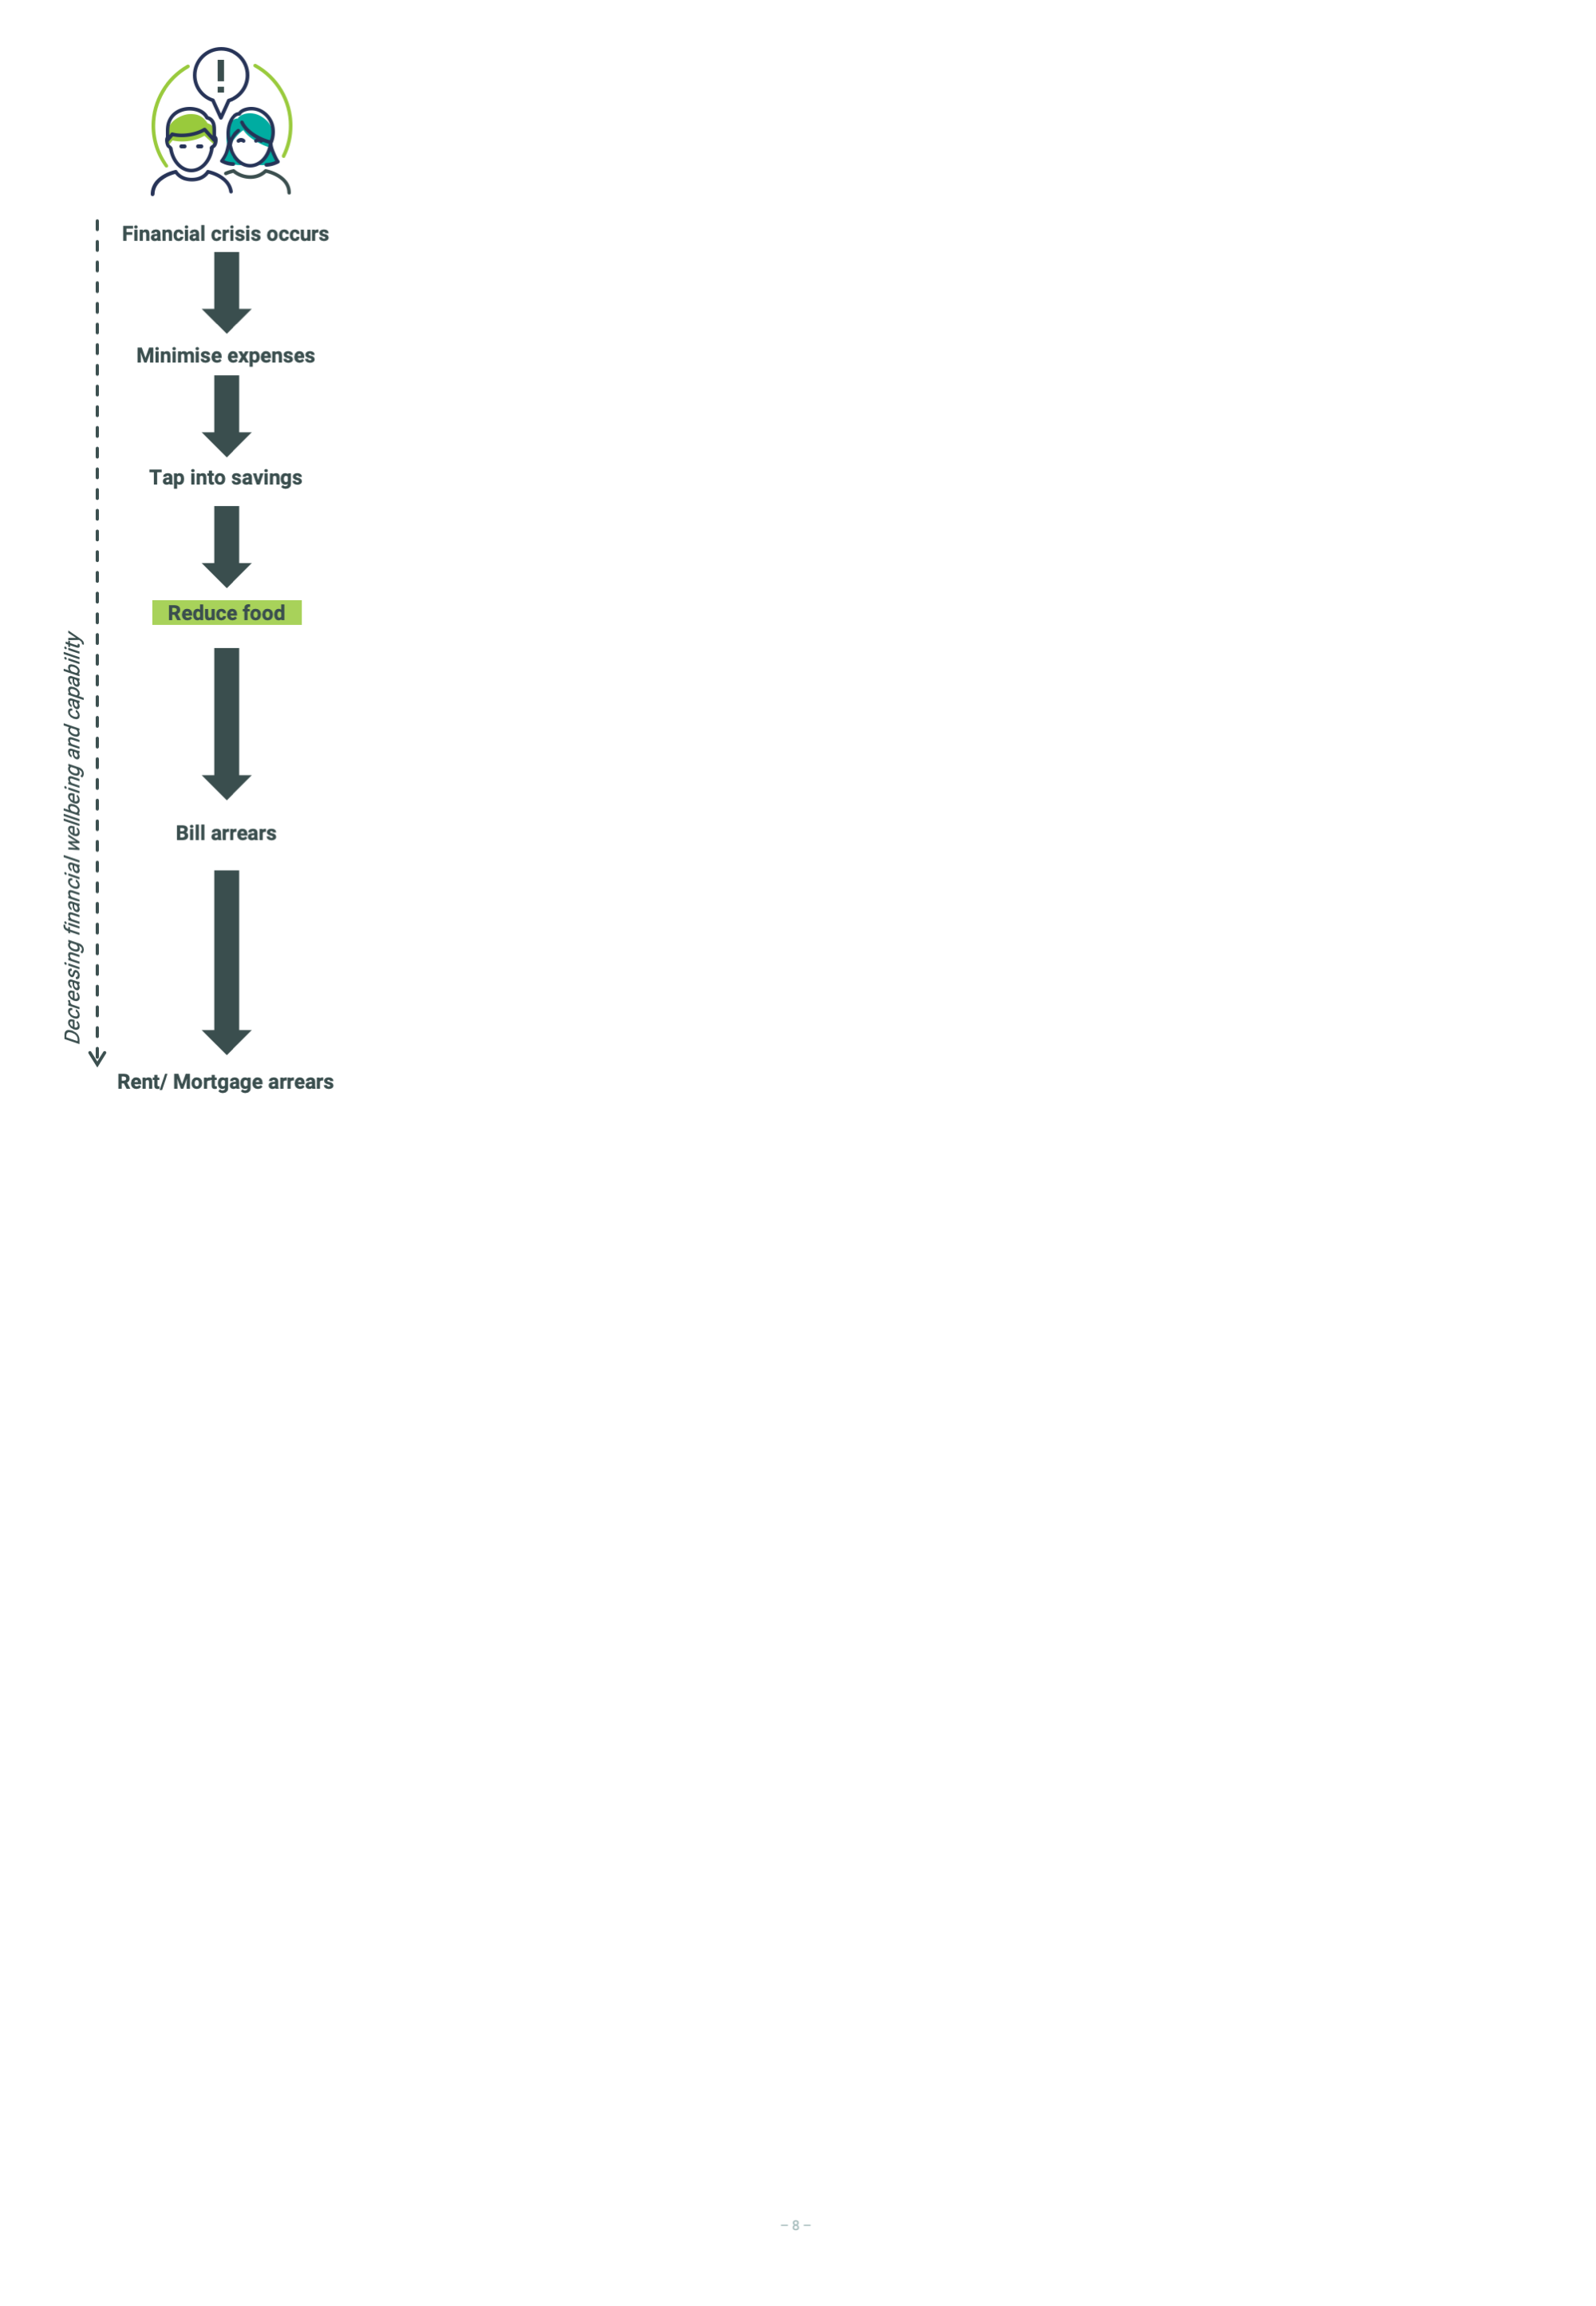 !
Financial crisis occurs
Minimise expenses
Tap into savings
Reduce food
Decreasing financial wellbeing and capability
Bill arrears
Rent/ Mortgage arrears
– 8 –